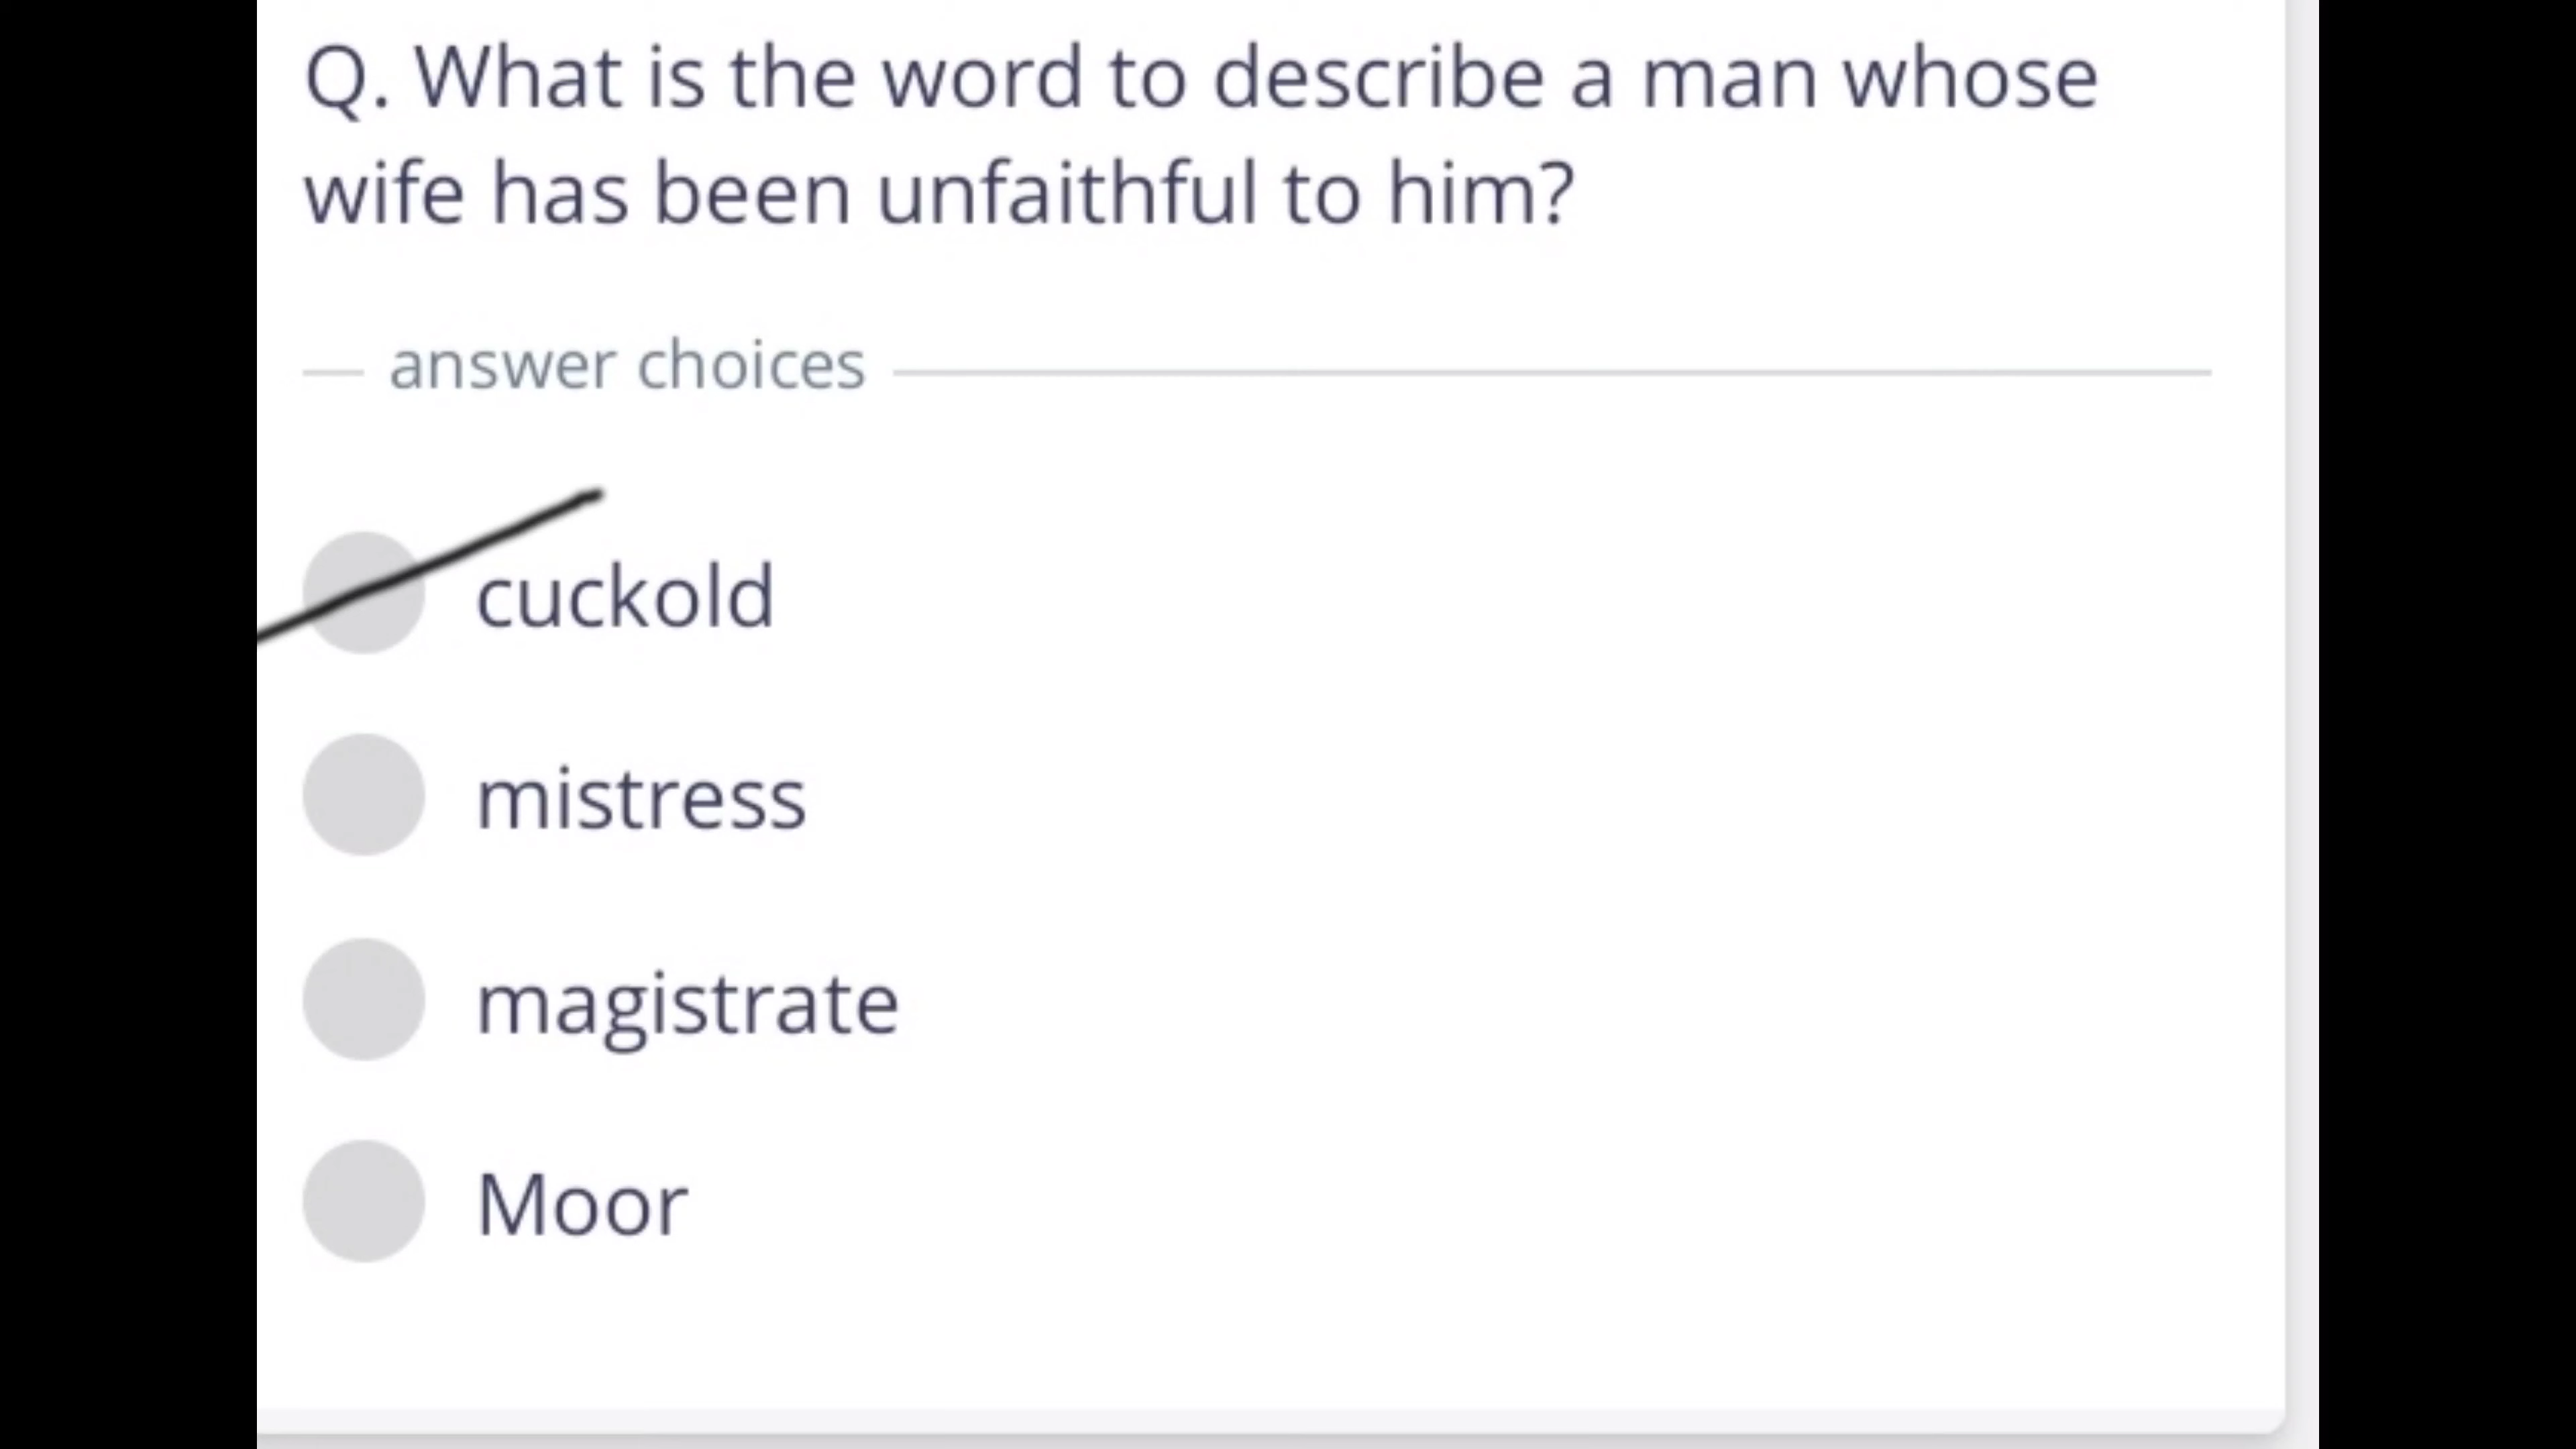 Q. What is the word to describe a man whose
wife has been unfaithful to him?
answer choices
cuckold
mistress
magistrate
Moor